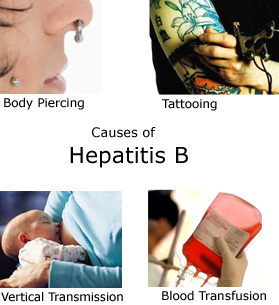 Body Piercing
Tattooing
Causes of
Hepatitis B
Vertical Transmission
Blood Transfusion